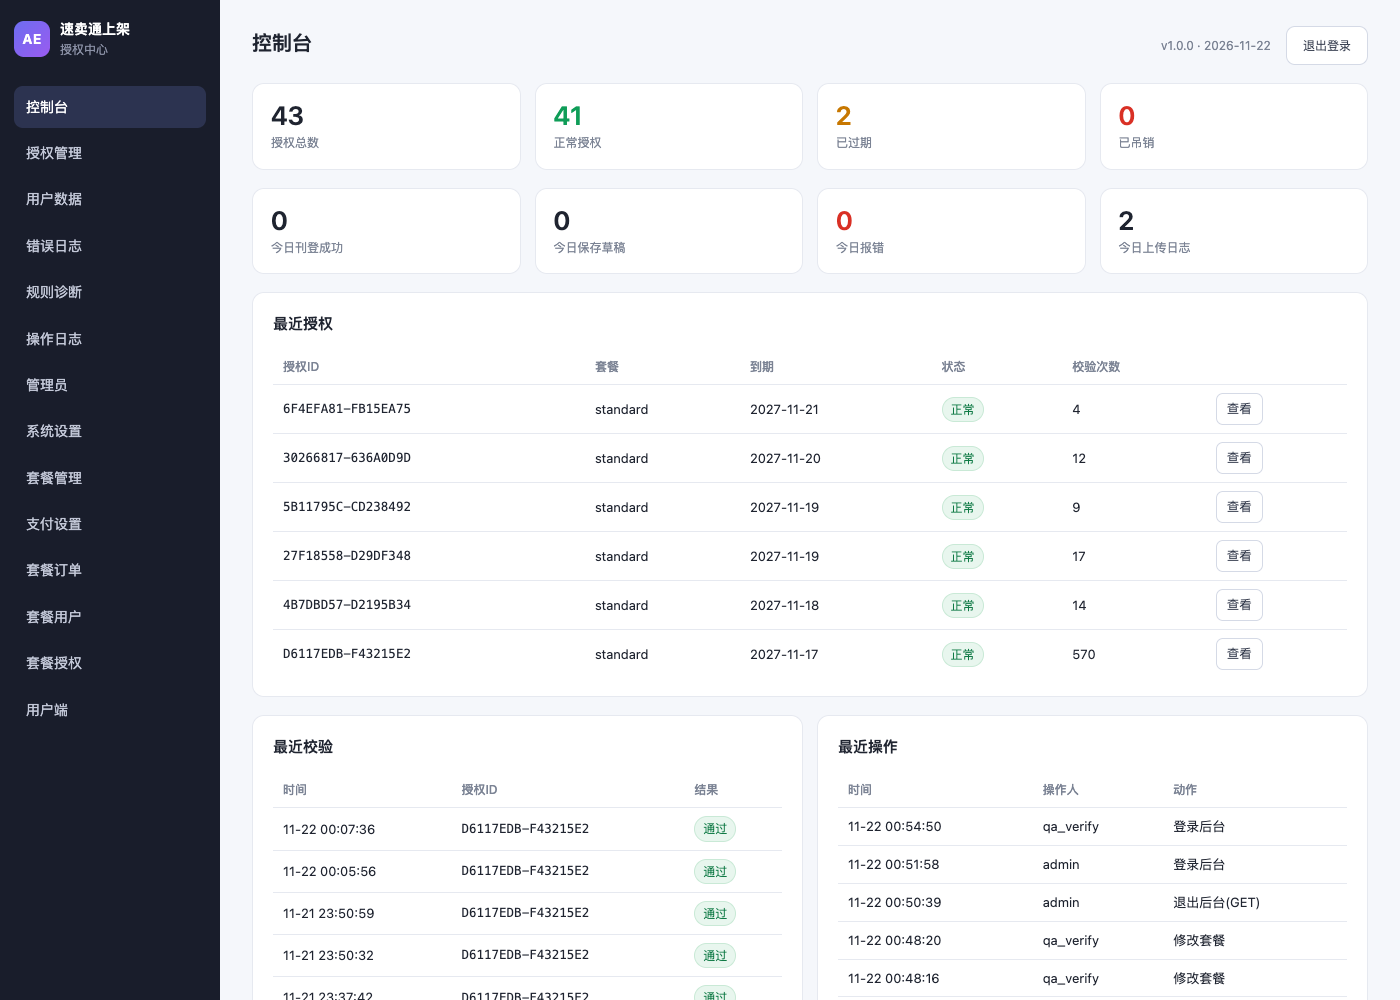 AE
速卖通上架
授权中心
控制台
授权管理
用户数据
错误日志
规则诊断
操作日志
管理员
系统设置
套餐管理
支付设置
套餐订单
套餐用户
套餐授权
用户端
控制台
v1.0.0 · 2026-11-22
退出登录
43
授权总数
41
正常授权
2
已过期
0
已吊销
0
今日刊登成功
0
今日保存草稿
0
今日报错
2
今日上传日志
最近授权
授权ID 套餐 到期 状态 校验次数
6F4EFA81-FB15EA75 standard 2027-11-21 正常 4 查看
30266817-636A0D9D standard 2027-11-20 正常 12 查看
5B11795C-CD238492 standard 2027-11-19 正常 9 查看
27F18558-D29DF348 standard 2027-11-19 正常 17 查看
4B7DBD57-D2195B34 standard 2027-11-18 正常 14 查看
D6117EDB-F43215E2 standard 2027-11-17 正常 570 查看
最近校验
时间 授权ID 结果
11-22 00:07:36 D6117EDB-F43215E2 通过
11-22 00:05:56 D6117EDB-F43215E2 通过
11-21 23:50:59 D6117EDB-F43215E2 通过
11-21 23:50:32 D6117EDB-F43215E2 通过
11-21 23:37:42 D6117EDB-F43215E2 通过
最近操作
时间 操作人 动作
11-22 00:54:50 qa_verify 登录后台
11-22 00:51:58 admin 登录后台
11-22 00:50:39 admin 退出后台(GET)
11-22 00:48:20 qa_verify 修改套餐
11-22 00:48:16 qa_verify 修改套餐